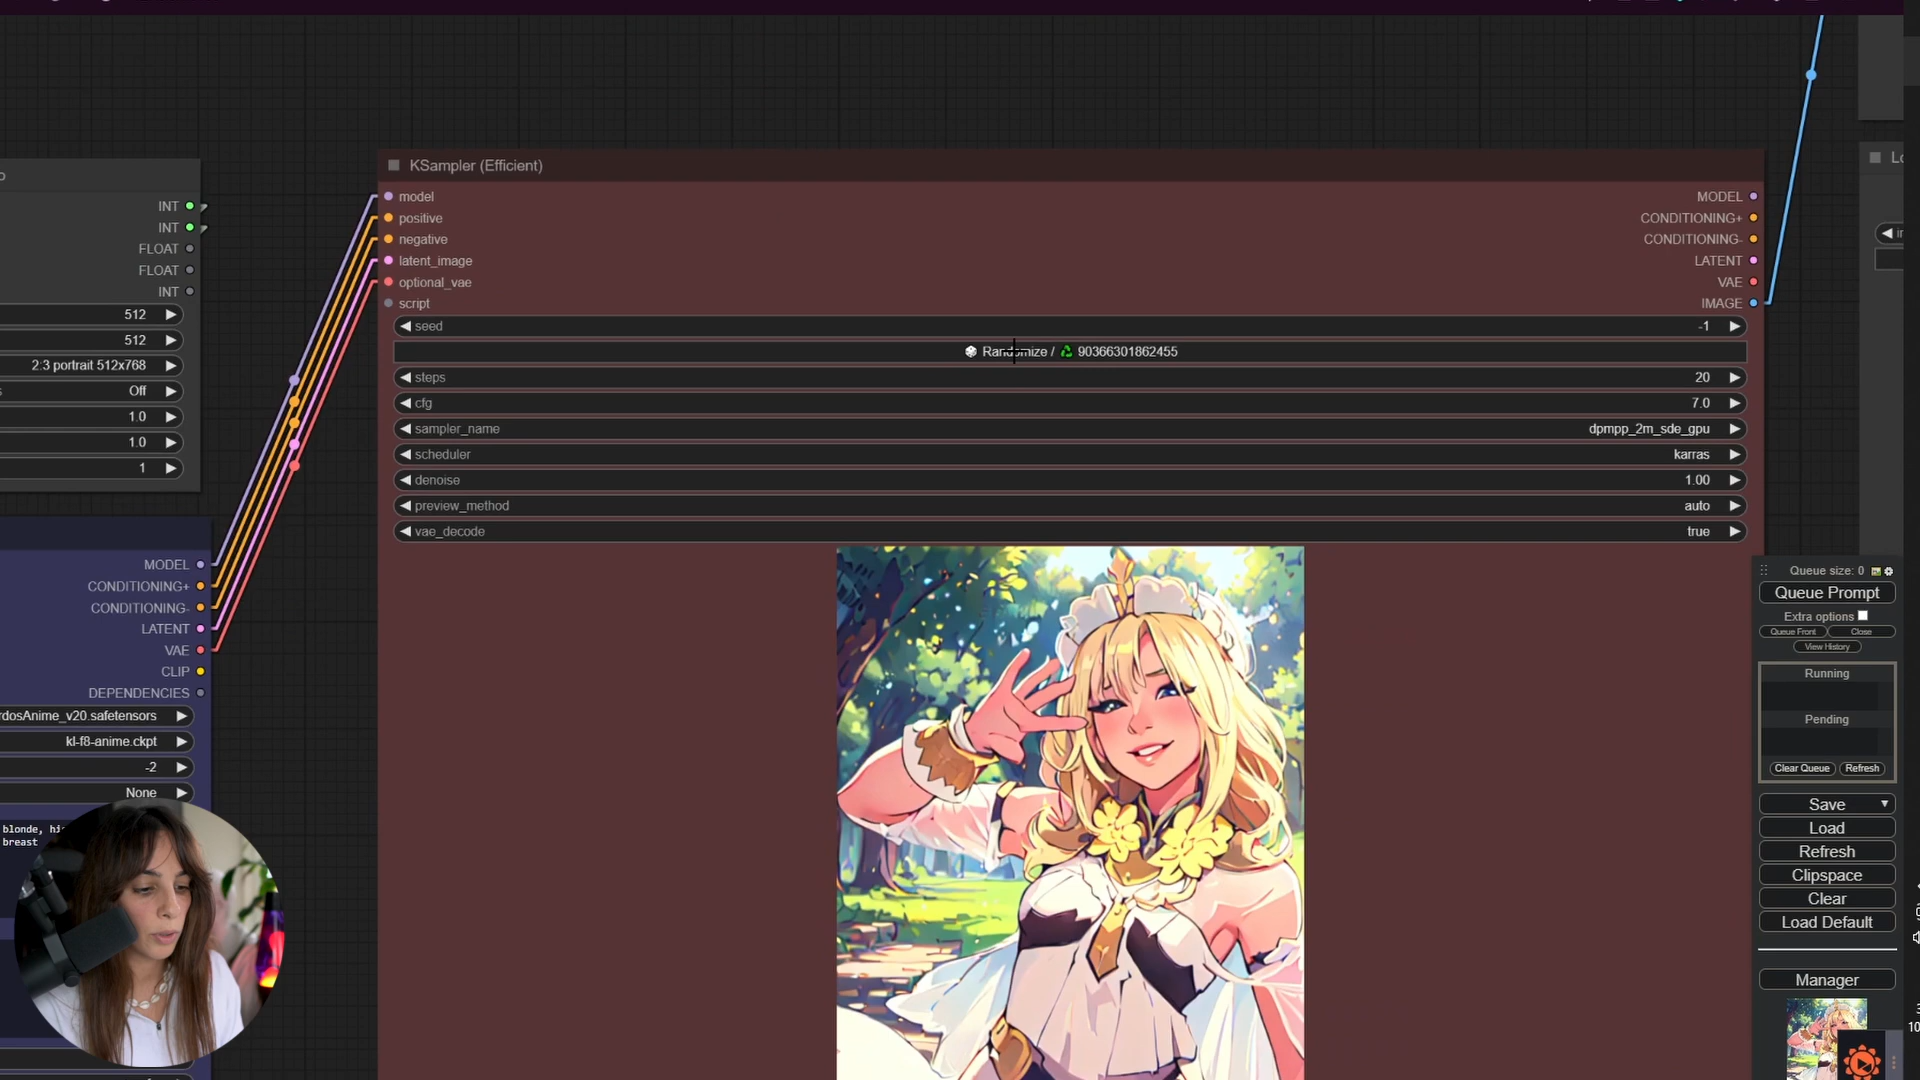 KSampler (Efficient)
INT
INT
FLOAT
FLOAT
INT
512
512
2:3 portrait 512x768
Off
1.0
1.0
1
model
positive
negative
latent_image
optional_vae
script
MODEL
CONDITIONING+
CONDITIONING-
LATENT
VAE
IMAGE
seed -1
Randomize / 90366301862455
steps 20
cfg 7.0
sampler_name dpmpp_2m_sde_gpu
scheduler karras
denoise 1.00
preview_method auto
vae_decode true
MODEL
CONDITIONING+
CONDITIONING-
LATENT
VAE
CLIP
DEPENDENCIES
rdosAnime_v20.safetensors
kl-f8-anime.ckpt
-2
None
blonde, hi
breast
Queue size: 0
Queue Prompt
Extra options
Queue Front Close
View History
Running
Pending
Clear Queue Refresh
Save
Load
Refresh
Clipspace
Clear
Load Default
Manager